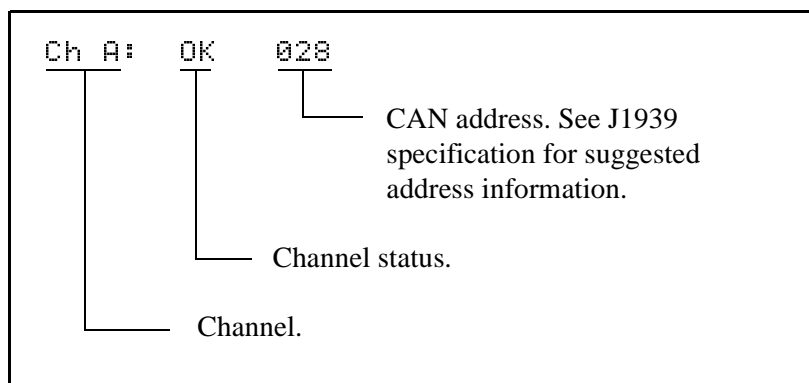 Ch A: OK 028
CAN address. See J1939
specification for suggested
address information.
Channel status.
Channel.